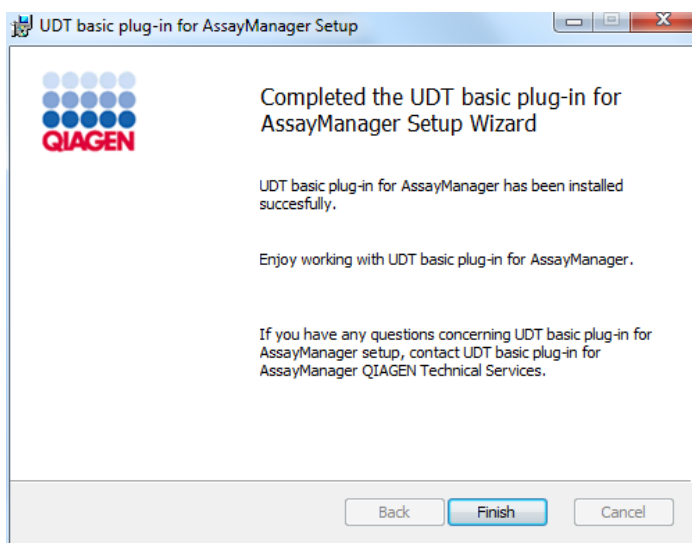 UDT basic plug-in for AssayManager Setup
QIAGEN
Completed the UDT basic plug-in for
AssayManager Setup Wizard
UDT basic plug-in for AssayManager has been installed
succesfully.
Enjoy working with UDT basic plug-in for AssayManager.
If you have any questions concerning UDT basic plug-in for
AssayManager setup, contact UDT basic plug-in for
AssayManager QIAGEN Technical Services.
Back Finish Cancel